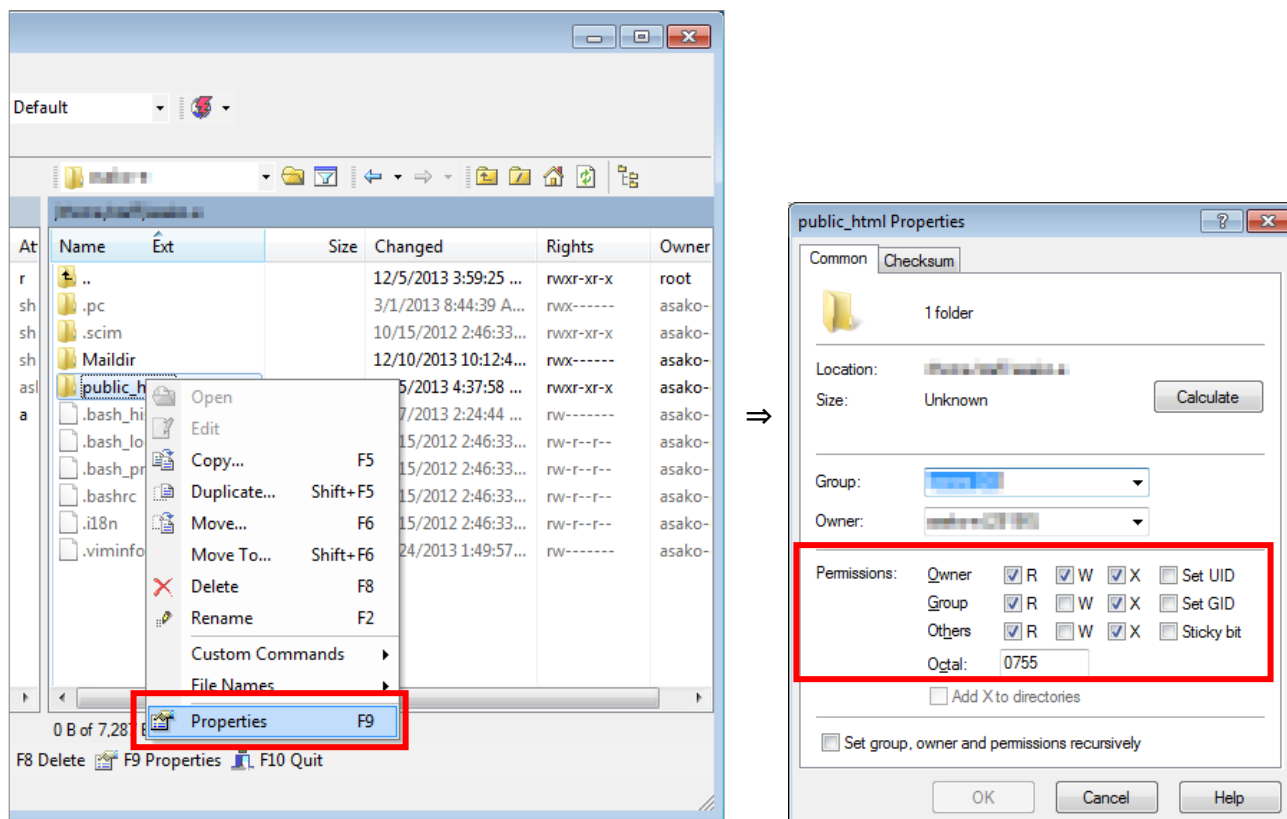 Default
At Name Ext Size Changed Rights Owner
r .. 12/5/2013 3:59:25 ... rwxr-xr-x root
sh .pc 3/1/2013 8:44:39 A... rwx------ asako-
sh .scim 10/15/2012 2:46:33... rwxr-xr-x asako-
sh Maildir 12/10/2013 10:12:4... rwx------ asako-
asl public_h 5/2013 4:37:58 ... rwxr-xr-x asako-
a .bash_hi 7/2013 2:24:44 ... rw------- asako-
.bash_lo 15/2012 2:46:33... rw-r--r-- asako-
.bash_pr 15/2012 2:46:33... rw-r--r-- asako-
.bashrc 15/2012 2:46:33... rw-r--r-- asako-
.i18n 15/2012 2:46:33... rw-r--r-- asako-
.viminfo 24/2013 1:49:57... rw------- asako-
Open
Edit
Copy... F5
Duplicate... Shift+F5
Move... F6
Move To... Shift+F6
Delete F8
Rename F2
Custom Commands
File Names
Properties F9
0 B of 7,287
F8 Delete F9 Properties F10 Quit
⇒
public_html Properties
Common Checksum
1 folder
Location:
Size: Unknown Calculate
Group:
Owner:
Permissions: Owner R W X Set UID
Group R W X Set GID
Others R W X Sticky bit
Octal: 0755
Add X to directories
Set group, owner and permissions recursively
OK Cancel Help